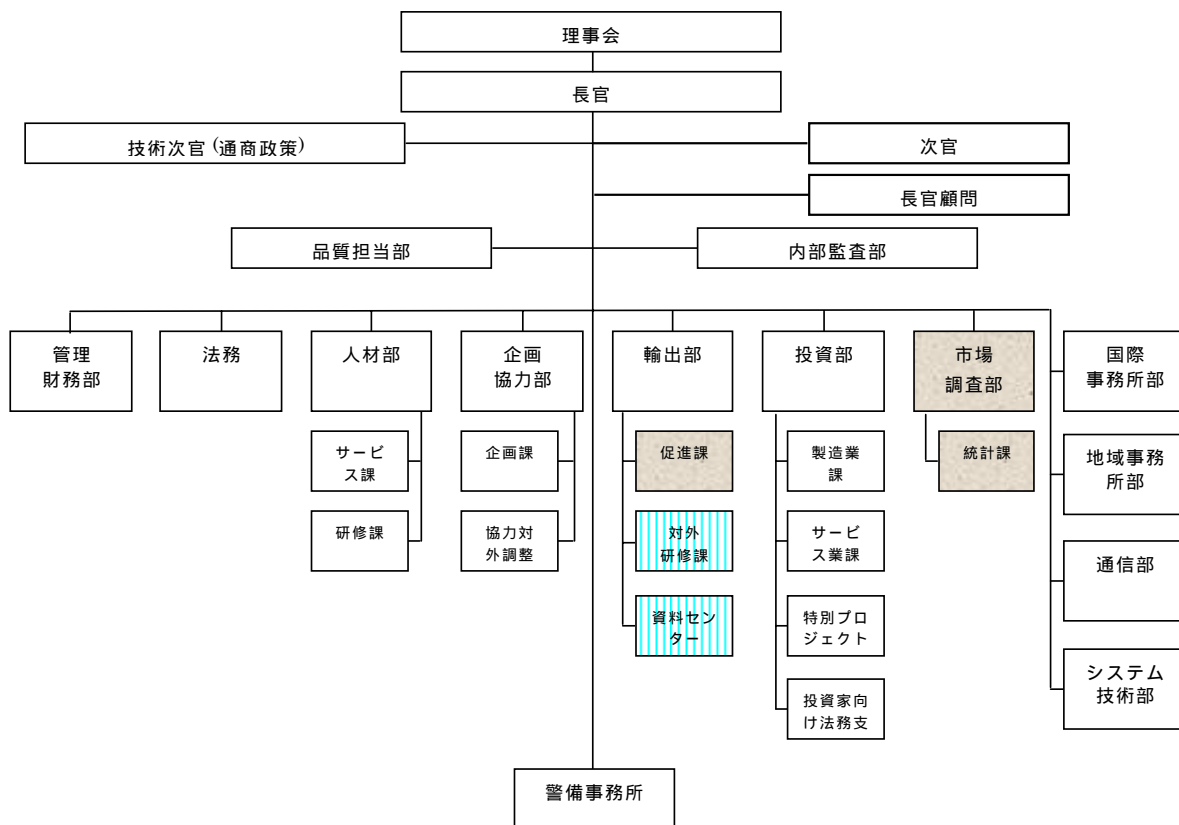 理事会
長官
技術次官 (通商政策)
次官
長官顧問
品質担当部
内部監査部
管理
財務部
法務
人材部
企画
協力部
輸出部
投資部
市場
調査部
国際
事務所部
サービ
ス課
企画課
促進課
製造業
課
統計課
地域事務
所部
研修課
協力対
外調整
対外
研修課
サービ
ス業課
通信部
資料セン
ター
特別プロ
ジェクト
システム
技術部
投資家向
け法務支
警備事務所